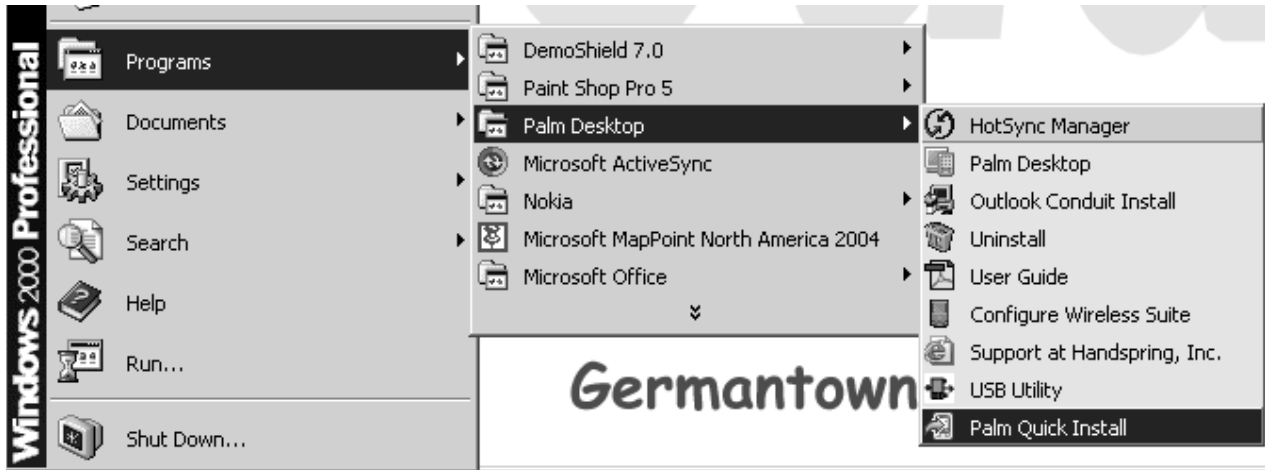 Windows 2000 Professional
Programs
Documents
Settings
Search
Help
Run...
Shut Down...
DemoShield 7.0
Paint Shop Pro 5
Palm Desktop
Microsoft ActiveSync
Nokia
Microsoft MapPoint North America 2004
Microsoft Office
HotSync Manager
Palm Desktop
Outlook Conduit Install
Uninstall
User Guide
Configure Wireless Suite
Support at Handspring, Inc.
USB Utility
Palm Quick Install
Germantown